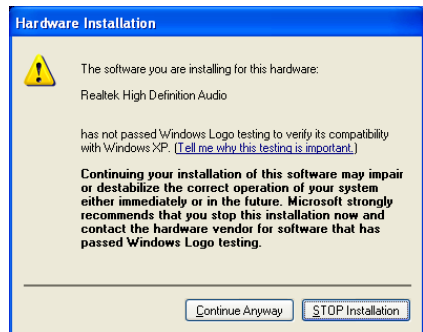 Hardware Installation
The software you are installing for this hardware:
Realtek High Definition Audio
has not passed Windows Logo testing to verify its compatibility
with Windows XP. (Tell me why this testing is important.)
Continuing your installation of this software may impair
or destabilize the correct operation of your system
either immediately or in the future. Microsoft strongly
recommends that you stop this installation now and
contact the hardware vendor for software that has
passed Windows Logo testing.
Continue Anyway
STOP Installation